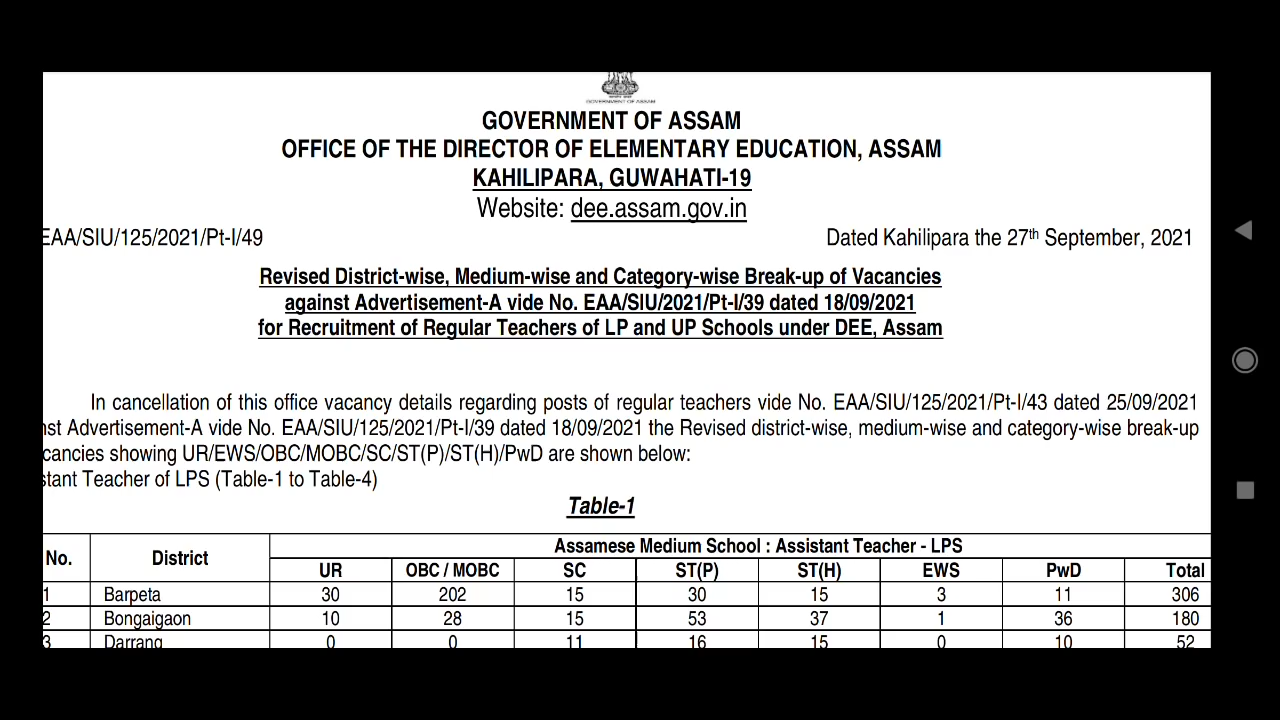 GOVERNMENT OF ASSAM
GOVERNMENT OF ASSAM
OFFICE OF THE DIRECTOR OF ELEMENTARY EDUCATION, ASSAM
KAHILIPARA, GUWAHATI-19
Website: dee.assam.gov.in
EAA/SIU/125/2021/Pt-I/49 Dated Kahilipara the 27th September, 2021
Revised District-wise, Medium-wise and Category-wise Break-up of Vacancies
against Advertisement-A vide No. EAA/SIU/2021/Pt-I/39 dated 18/09/2021
for Recruitment of Regular Teachers of LP and UP Schools under DEE, Assam
In cancellation of this office vacancy details regarding posts of regular teachers vide No. EAA/SIU/125/2021/Pt-I/43 dated 25/09/2021
nst Advertisement-A vide No. EAA/SIU/125/2021/Pt-I/39 dated 18/09/2021 the Revised district-wise, medium-wise and category-wise break-up
cancies showing UR/EWS/OBC/MOBC/SC/ST(P)/ST(H)/PwD are shown below:
stant Teacher of LPS (Table-1 to Table-4)
Table-1
No. District Assamese Medium School : Assistant Teacher - LPS
UR OBC / MOBC SC ST(P) ST(H) EWS PwD Total
1 Barpeta 30 202 15 30 15 3 11 306
2 Bongaigaon 10 28 15 53 37 1 36 180
3 Darrang 0 0 11 16 15 0 10 52